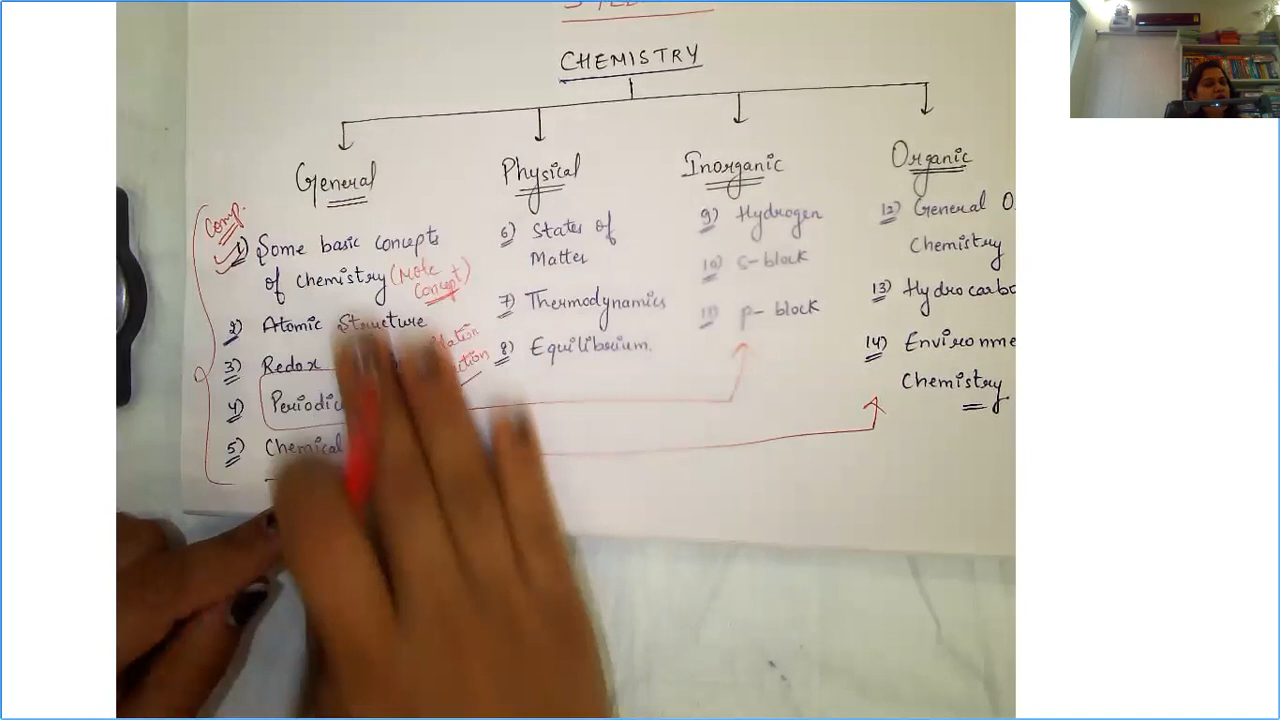 CHEMISTRY
General
Physical
Inorganic
Organic
Comp.
1) Some basic concepts
of chemistry (Mole
Concept)
2) Atomic Structure
3) Redox
4) Periodic
5) Chemical
6) States of
Matter
7) Thermodynamics
8) Equilibrium.
9) Hydrogen
10) s-block
11) p-block
12) General O
Chemistry
13) Hydrocarbo
14) Environme
Chemistry